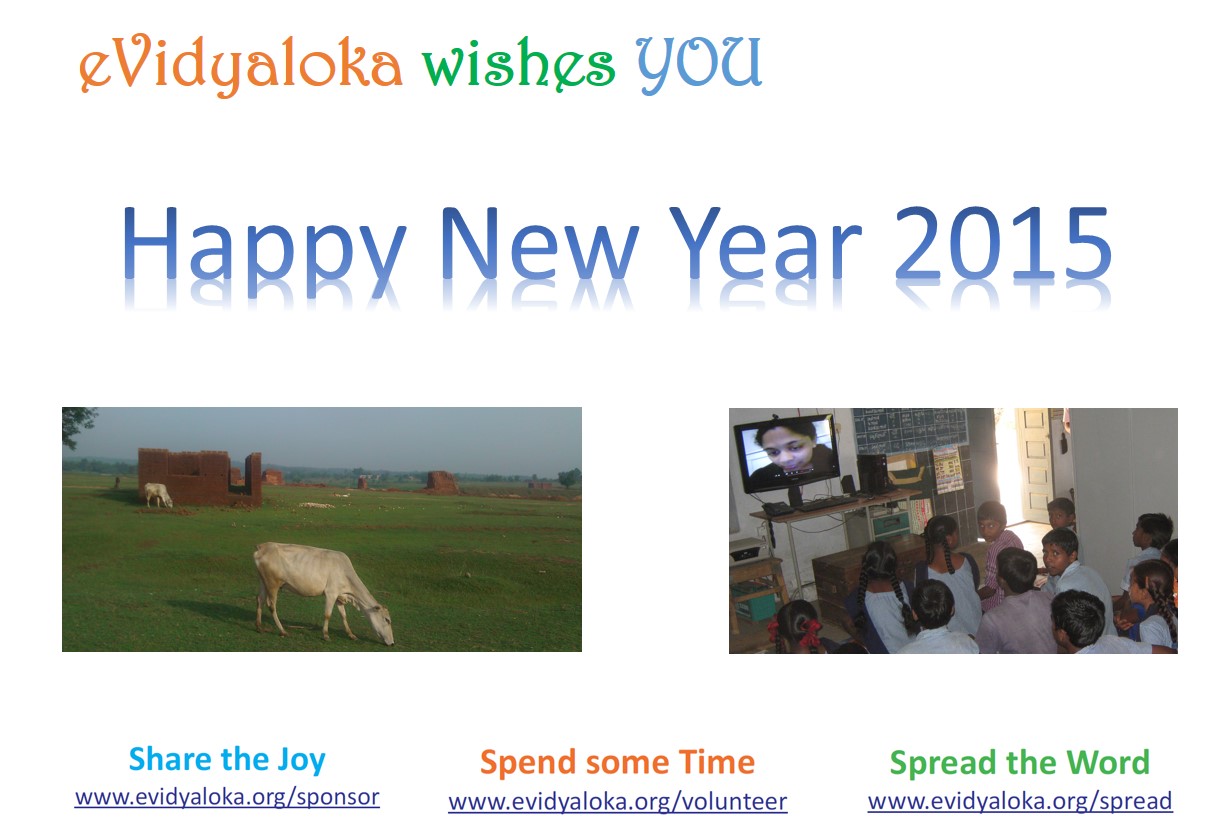 eVidyaloka wishes YOU
Happy New Year 2015
Share the Joy
www.evidyaloka.org/sponsor
Spend some Time
www.evidyaloka.org/volunteer
Spread the Word
www.evidyaloka.org/spread